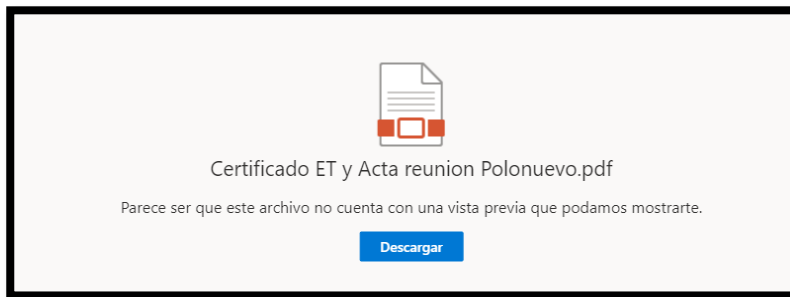 Certificado ET y Acta reunion Polonuevo.pdf
Parece ser que este archivo no cuenta con una vista previa que podamos mostrarte.
Descargar